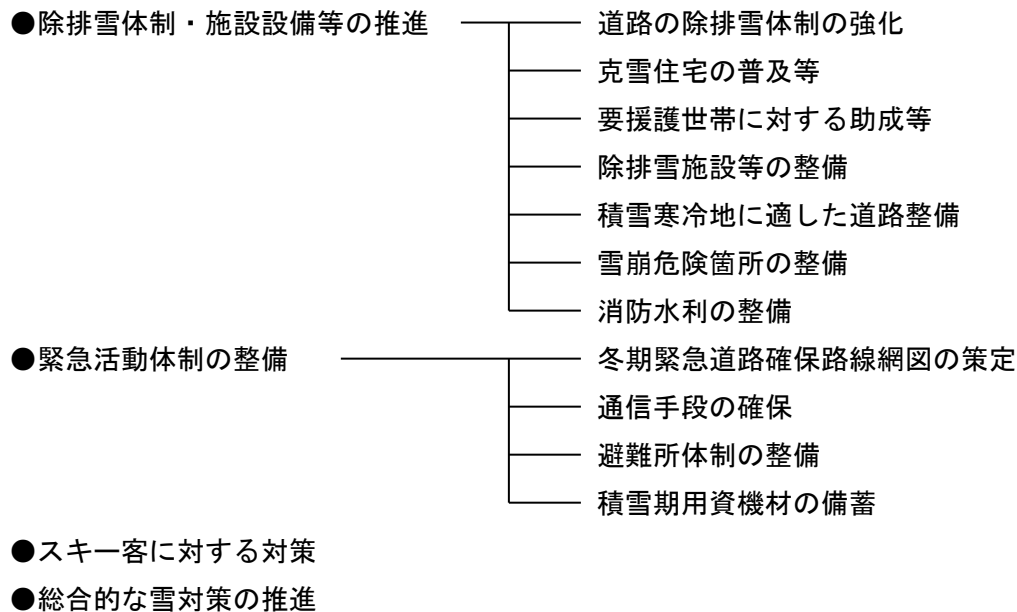 ●除排雪体制・施設設備等の推進 道路の除排雪体制の強化
克雪住宅の普及等
要援護世帯に対する助成等
除排雪施設等の整備
積雪寒冷地に適した道路整備
雪崩危険箇所の整備
消防水利の整備
●緊急活動体制の整備 冬期緊急道路確保路線網図の策定
通信手段の確保
避難所体制の整備
積雪期用資機材の備蓄
●スキー客に対する対策
●総合的な雪対策の推進